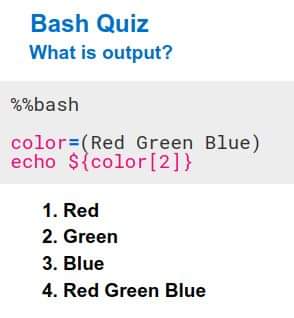 Bash Quiz
What is output?
%%bash
color=(Red Green Blue)
echo ${color[2]}
1. Red
2. Green
3. Blue
4. Red Green Blue